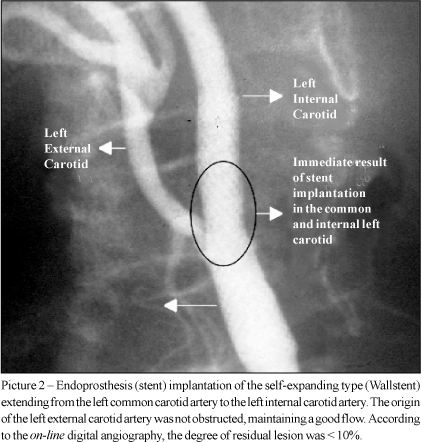 Left
Internal
Carotid
Left
External
Carotid
Immediate result
of stent
implantation
in the common
and internal left
carotid
Picture 2 – Endoprosthesis (stent) implantation of the self-expanding type (Wallstent)
extending from the left common carotid artery to the left internal carotid artery. The origin
of the left external carotid artery was not obstructed, maintaining a good flow. According
to the on-line digital angiography, the degree of residual lesion was < 10%.